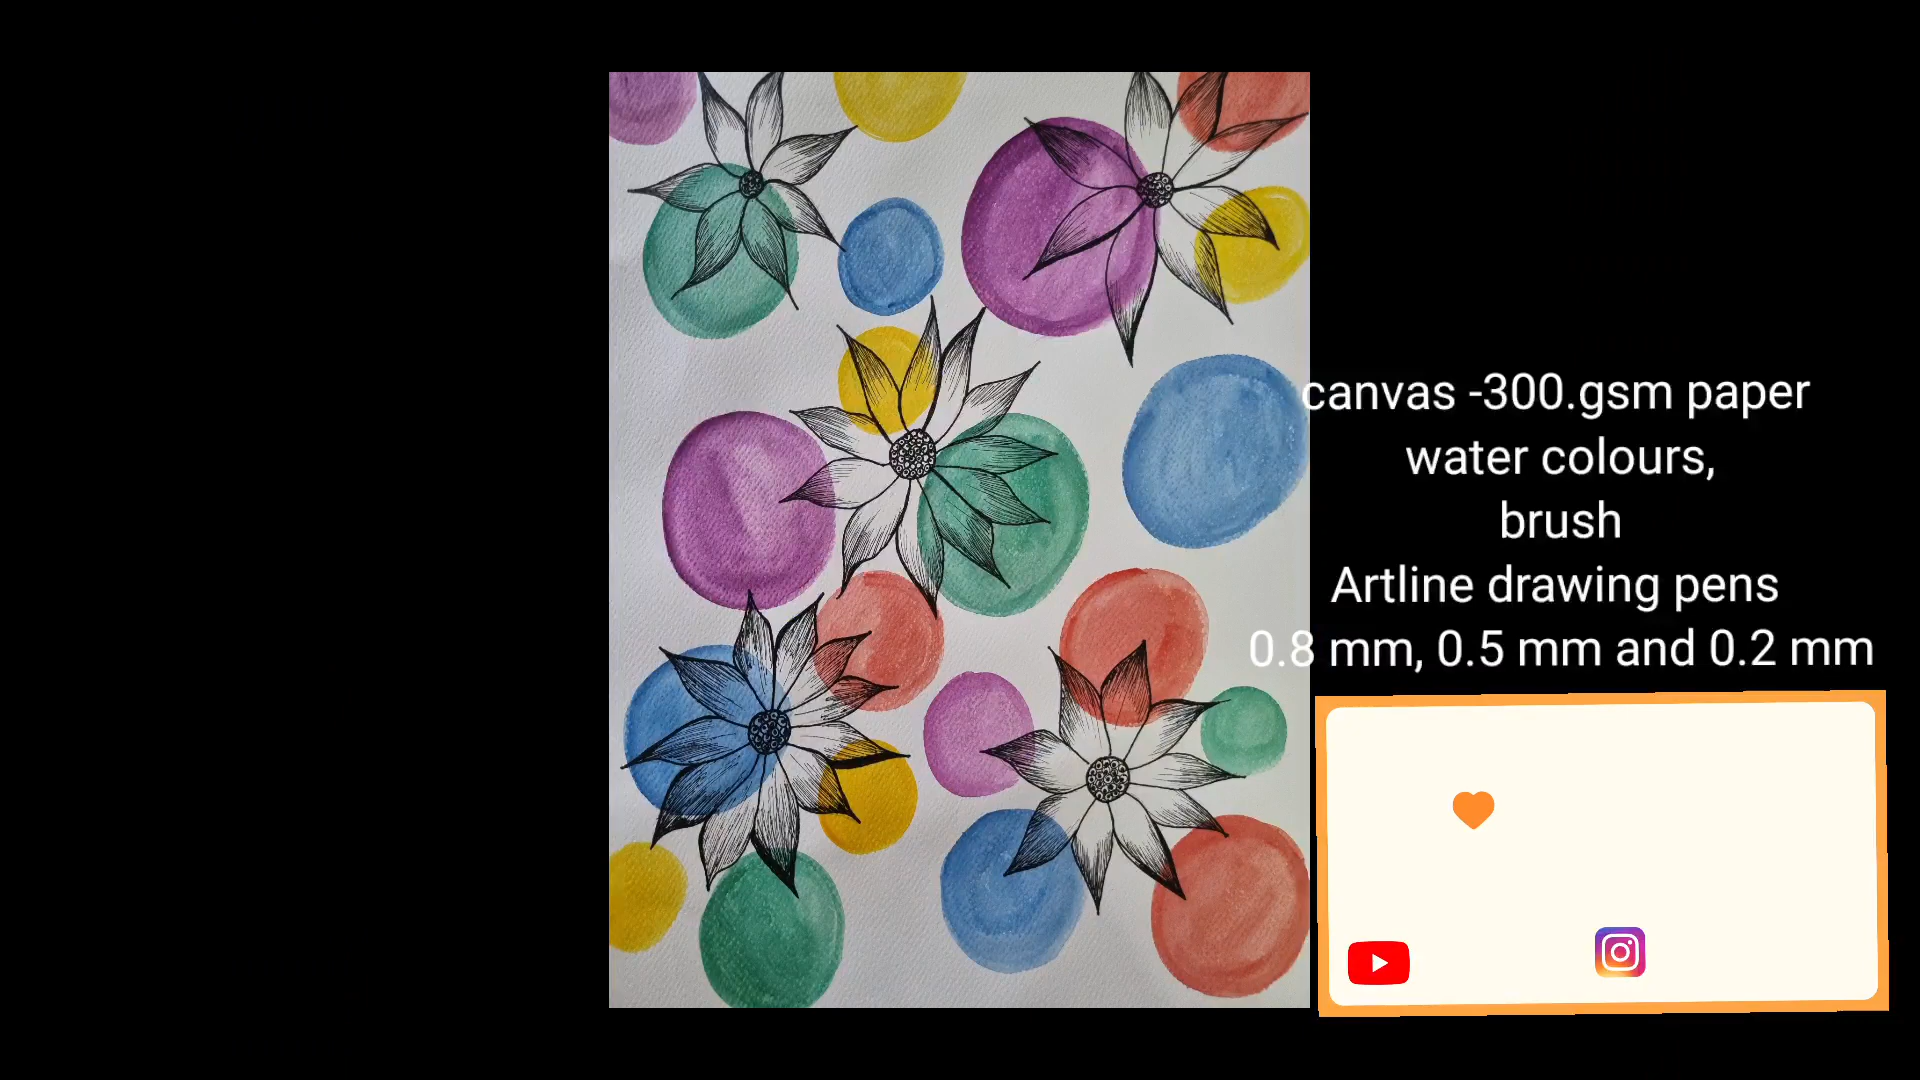 canvas -300.gsm paper
water colours,
brush
Artline drawing pens
0.8 mm, 0.5 mm and 0.2 mm